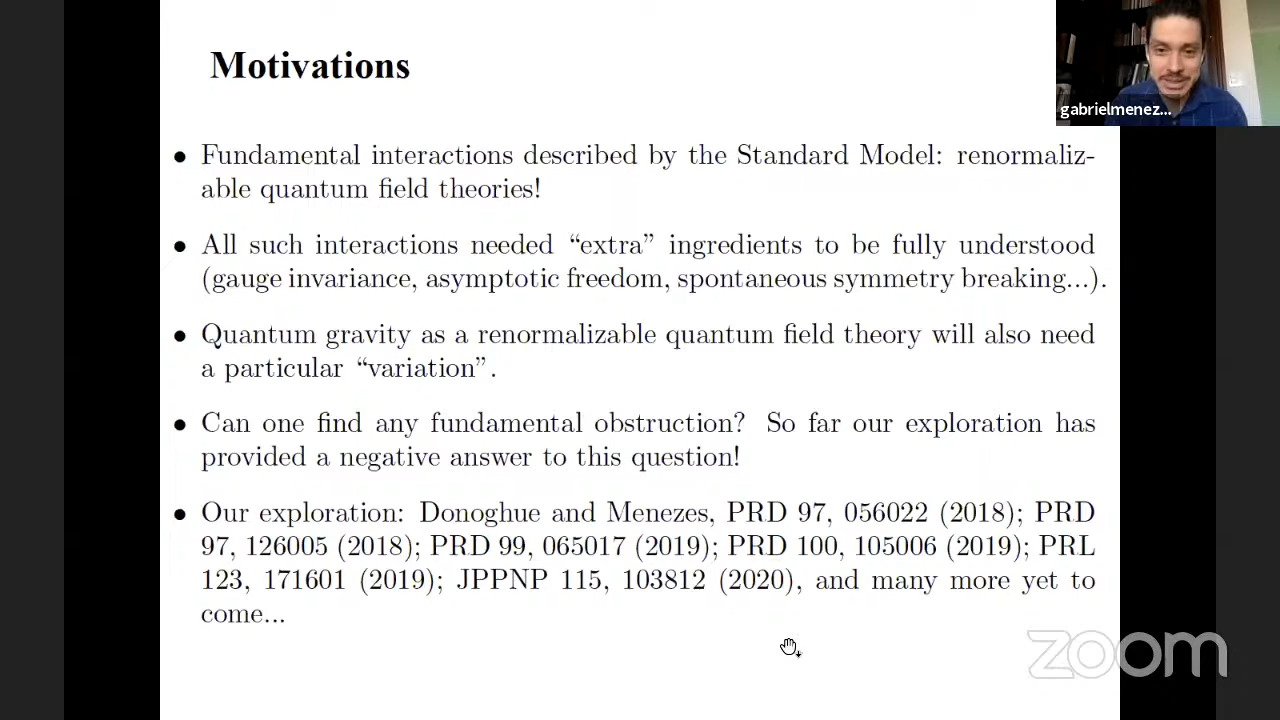 Motivations
gabrielmenez...
• Fundamental interactions described by the Standard Model: renormaliz-
able quantum field theories!
• All such interactions needed “extra” ingredients to be fully understood
(gauge invariance, asymptotic freedom, spontaneous symmetry breaking...).
• Quantum gravity as a renormalizable quantum field theory will also need
a particular “variation”.
• Can one find any fundamental obstruction? So far our exploration has
provided a negative answer to this question!
• Our exploration: Donoghue and Menezes, PRD 97, 056022 (2018); PRD
97, 126005 (2018); PRD 99, 065017 (2019); PRD 100, 105006 (2019); PRL
123, 171601 (2019); JPPNP 115, 103812 (2020), and many more yet to
come...
zoom